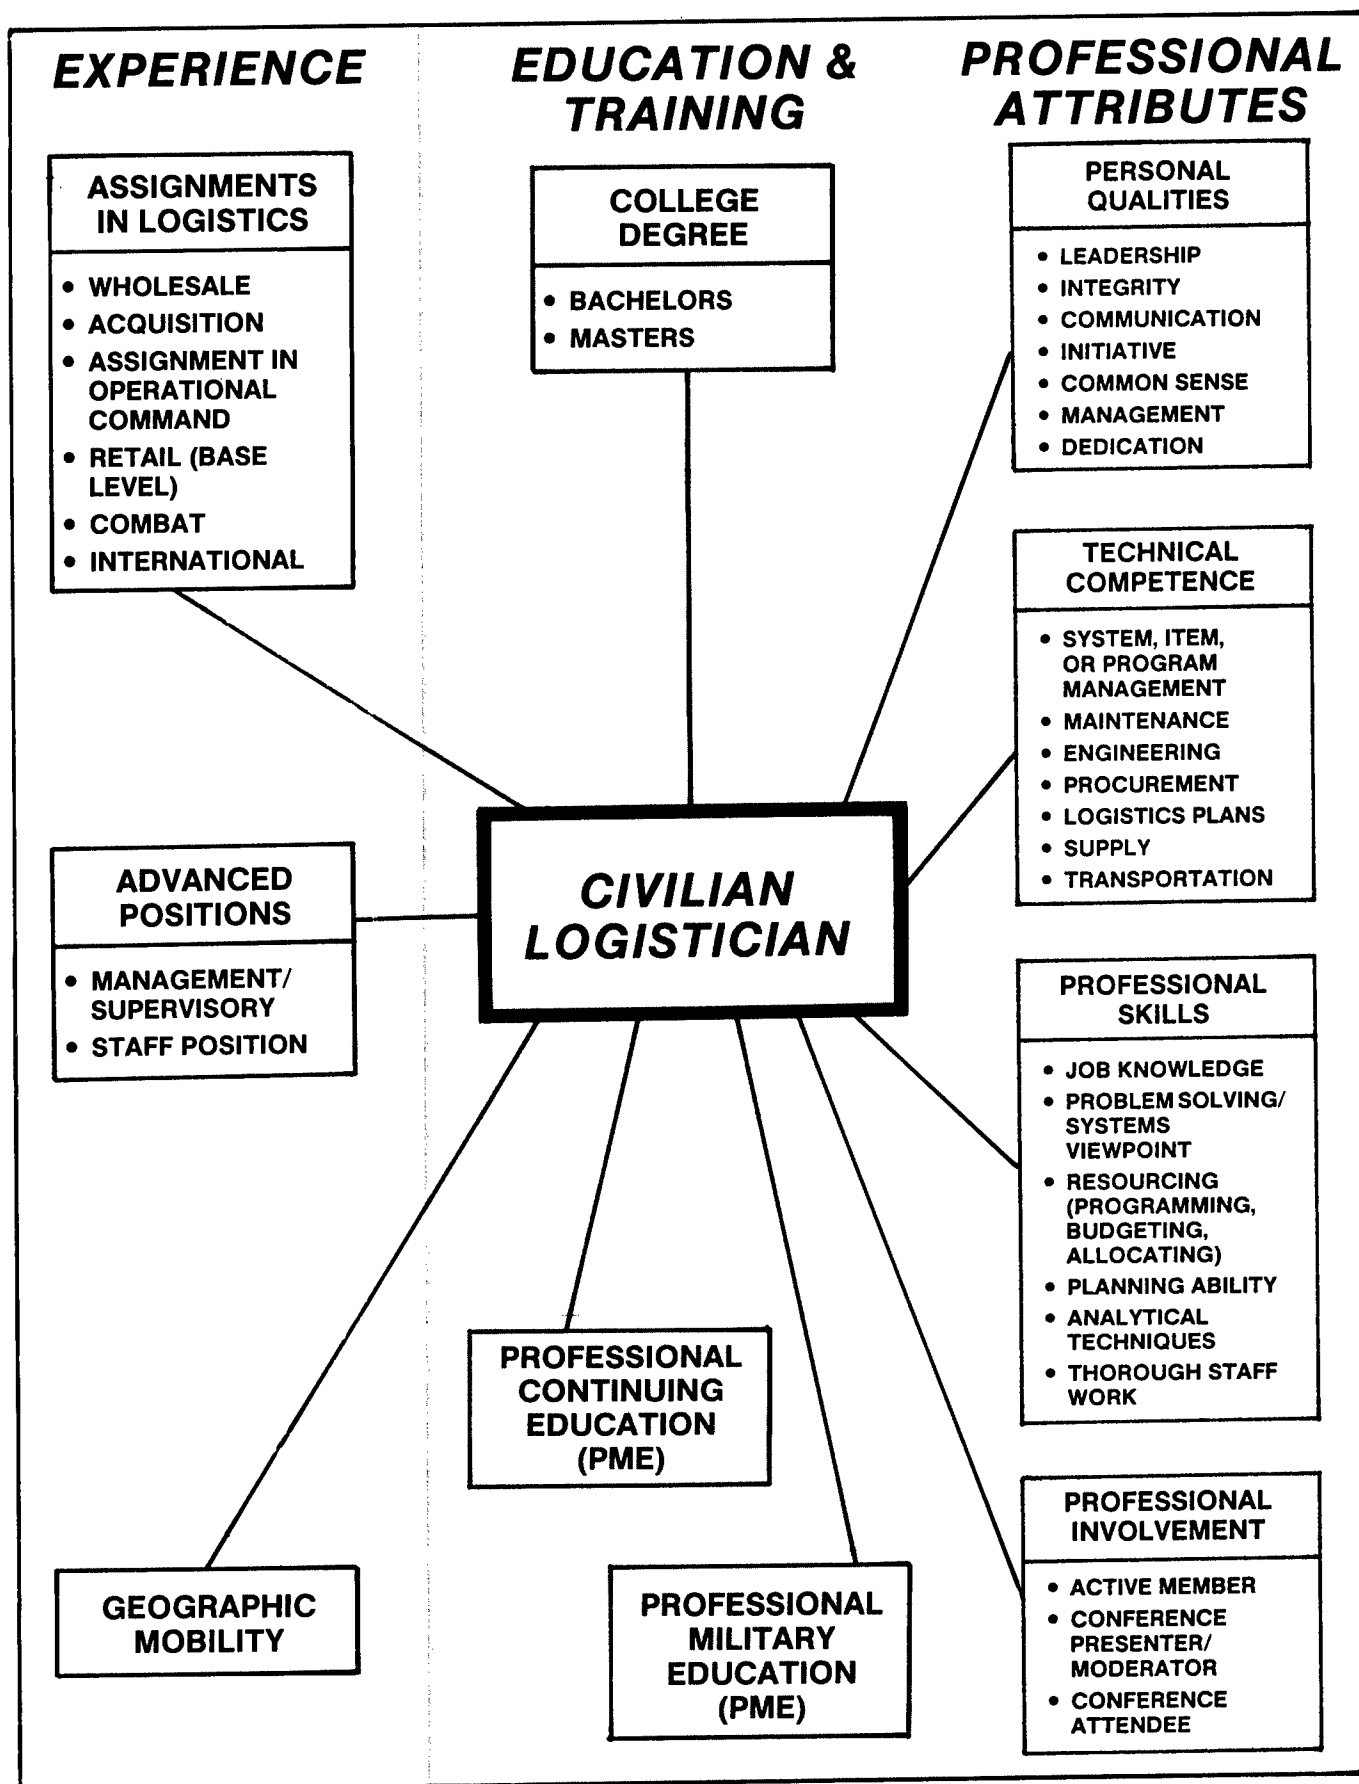 EXPERIENCE
ASSIGNMENTS
IN LOGISTICS
• WHOLESALE
• ACQUISITION
• ASSIGNMENT IN
OPERATIONAL
COMMAND
• RETAIL (BASE
LEVEL)
• COMBAT
• INTERNATIONAL
ADVANCED
POSITIONS
• MANAGEMENT/
SUPERVISORY
• STAFF POSITION
GEOGRAPHIC
MOBILITY
EDUCATION &
TRAINING
COLLEGE
DEGREE
• BACHELORS
• MASTERS
CIVILIAN
LOGISTICIAN
PROFESSIONAL
CONTINUING
EDUCATION
(PME)
PROFESSIONAL
MILITARY
EDUCATION
(PME)
PROFESSIONAL
ATTRIBUTES
PERSONAL
QUALITIES
• LEADERSHIP
• INTEGRITY
• COMMUNICATION
• INITIATIVE
• COMMON SENSE
• MANAGEMENT
• DEDICATION
TECHNICAL
COMPETENCE
• SYSTEM, ITEM,
OR PROGRAM
MANAGEMENT
• MAINTENANCE
• ENGINEERING
• PROCUREMENT
• LOGISTICS PLANS
• SUPPLY
• TRANSPORTATION
PROFESSIONAL
SKILLS
• JOB KNOWLEDGE
• PROBLEM SOLVING/
SYSTEMS
VIEWPOINT
• RESOURCING
(PROGRAMMING,
BUDGETING,
ALLOCATING)
• PLANNING ABILITY
• ANALYTICAL
TECHNIQUES
• THOROUGH STAFF
WORK
PROFESSIONAL
INVOLVEMENT
• ACTIVE MEMBER
• CONFERENCE
PRESENTER/
MODERATOR
• CONFERENCE
ATTENDEE